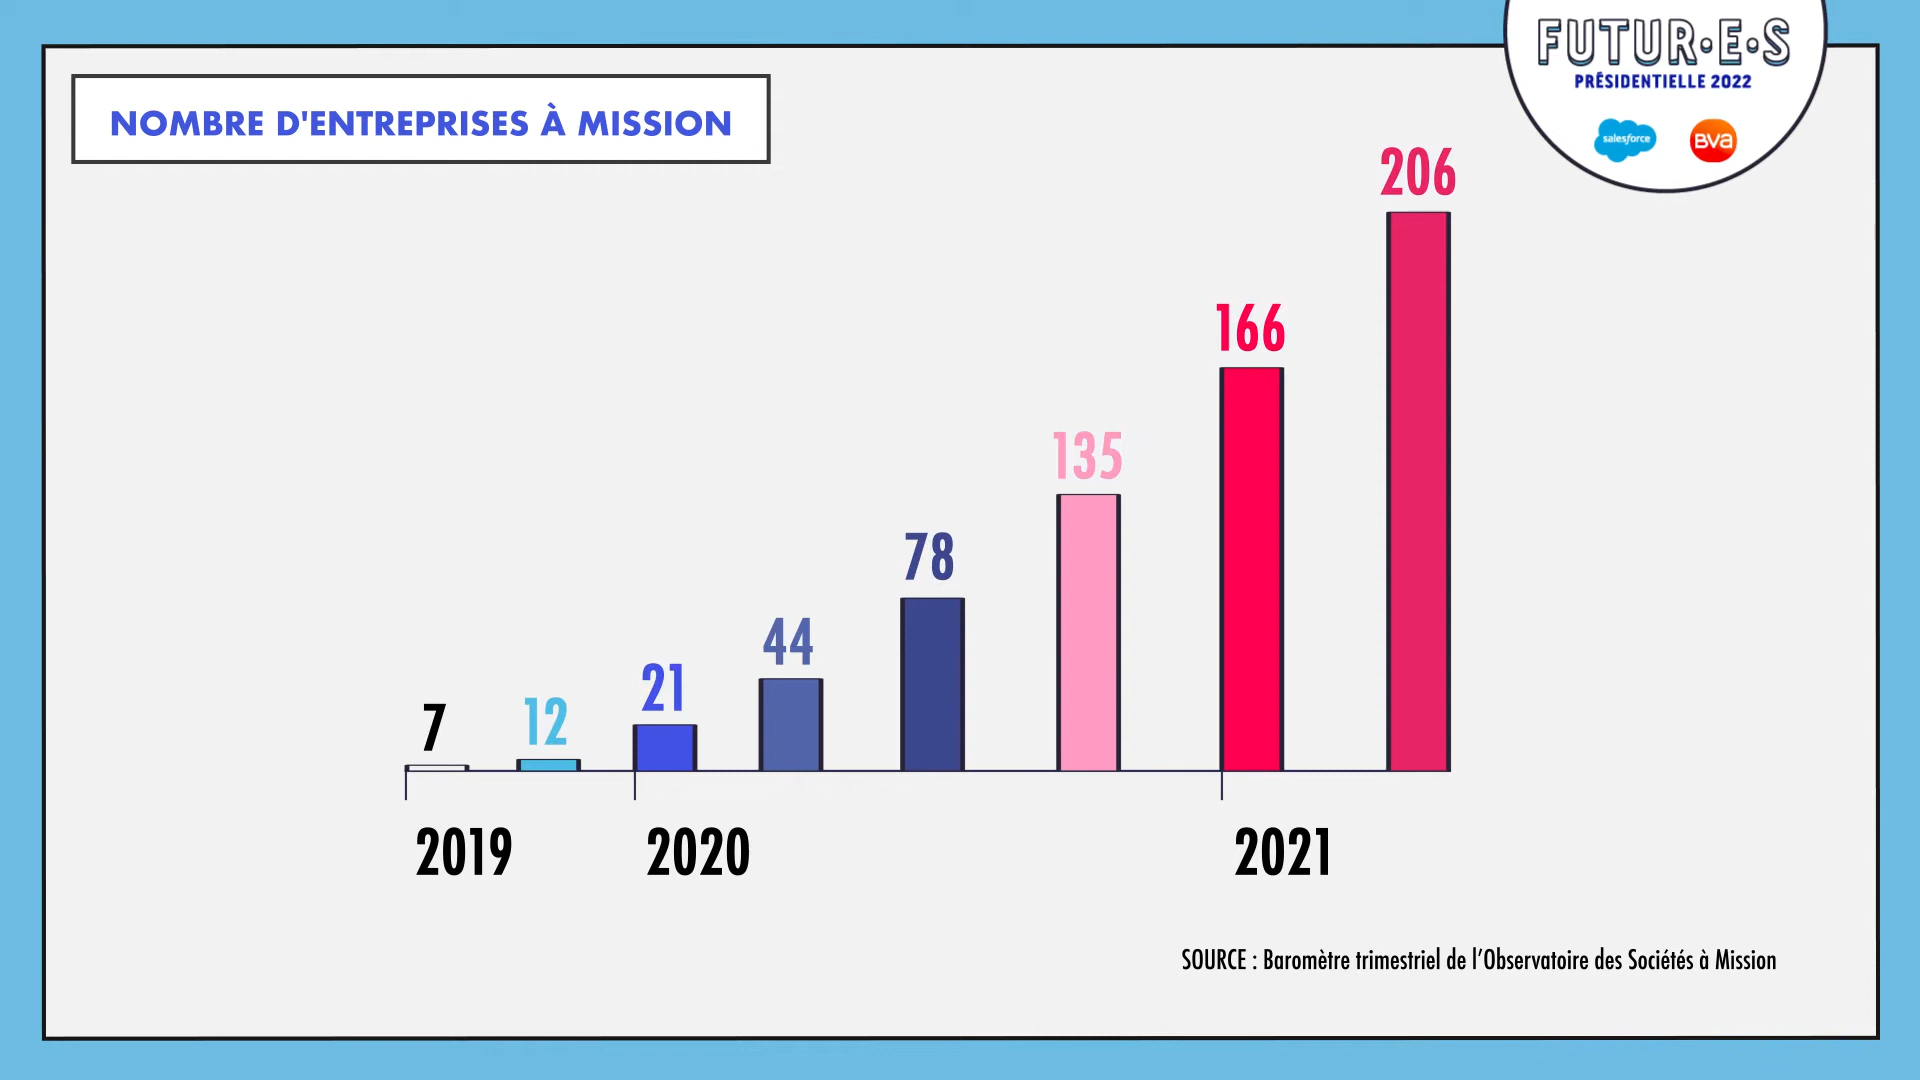 FUTUR•E•S
PRÉSIDENTIELLE 2022
salesforce
BVA
NOMBRE D'ENTREPRISES À MISSION
7
12
21
44
78
135
166
206
2019
2020
2021
SOURCE : Baromètre trimestriel de l'Observatoire des Sociétés à Mission